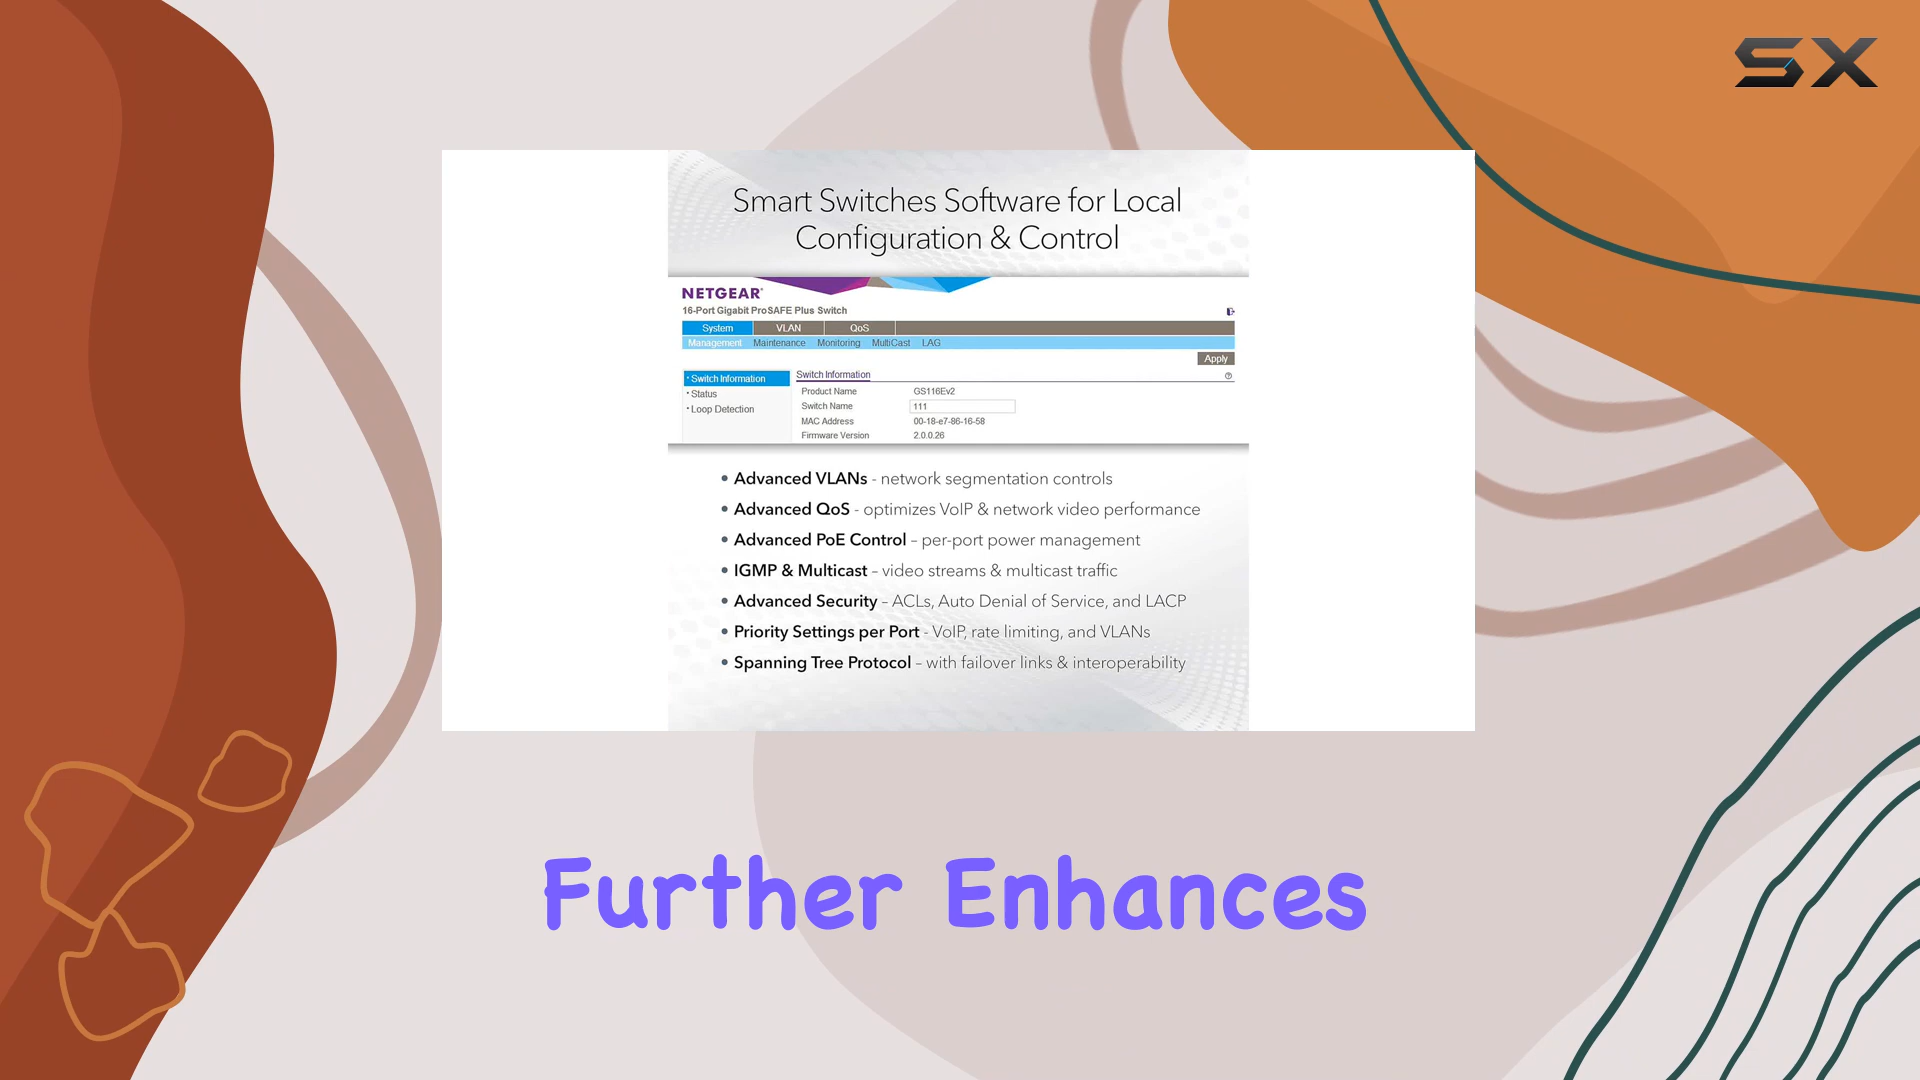 SX
Smart Switches Software for Local
Configuration & Control
NETGEAR®
16-Port Gigabit ProSAFE Plus Switch
System VLAN QoS
Management Maintenance Monitoring MultiCast LAG
Apply
• Switch Information
• Status
• Loop Detection
Switch Information
Product Name GS116Ev2
Switch Name 111
MAC Address 00-18-e7-86-16-58
Firmware Version 2.0.0.26
• Advanced VLANs - network segmentation controls
• Advanced QoS - optimizes VoIP & network video performance
• Advanced PoE Control – per-port power management
• IGMP & Multicast – video streams & multicast traffic
• Advanced Security – ACLs, Auto Denial of Service, and LACP
• Priority Settings per Port - VoIP, rate limiting, and VLANs
• Spanning Tree Protocol – with failover links & interoperability
Further Enhances